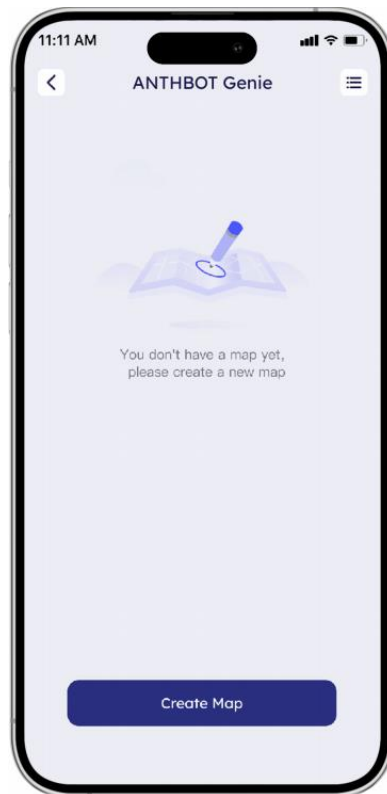 11:11 AM
ANTHBOT Genie
You don't have a map yet,
please create a new map
Create Map